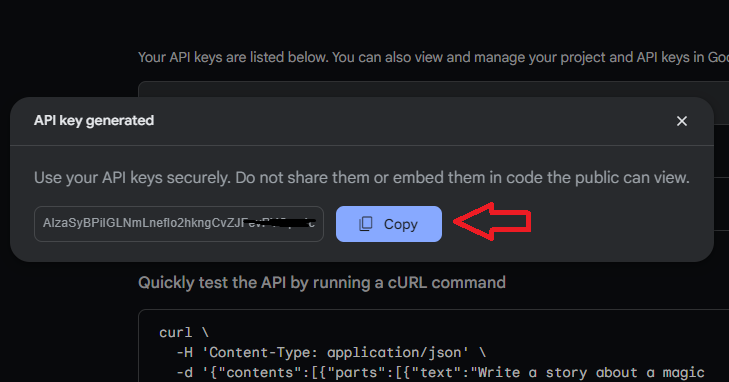 Your API keys are listed below. You can also view and manage your project and API keys in Goo
API key generated
Use your API keys securely. Do not share them or embed them in code the public can view.
Copy
Quickly test the API by running a cURL command
curl \
-H 'Content-Type: application/json' \
-d '{"contents":[{"parts":[{"text":"Write a story about a magic